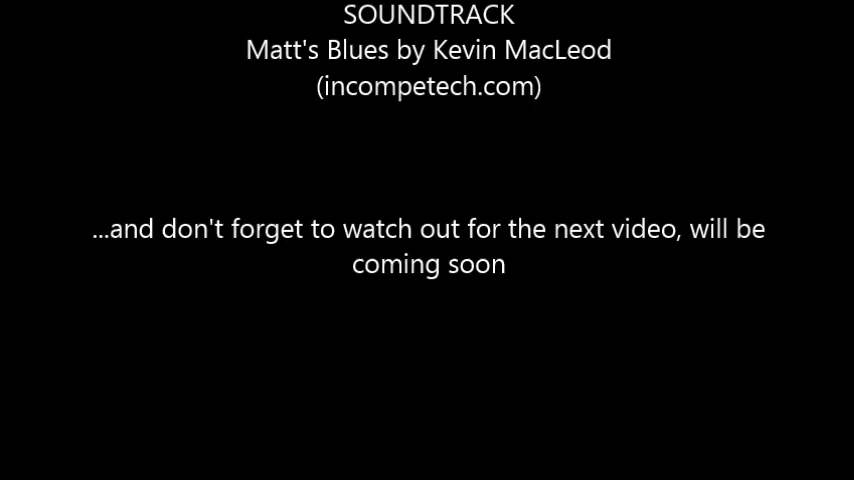 SOUNDTRACK
Matt's Blues by Kevin MacLeod
(incompetech.com)
...and don't forget to watch out for the next video, will be
coming soon